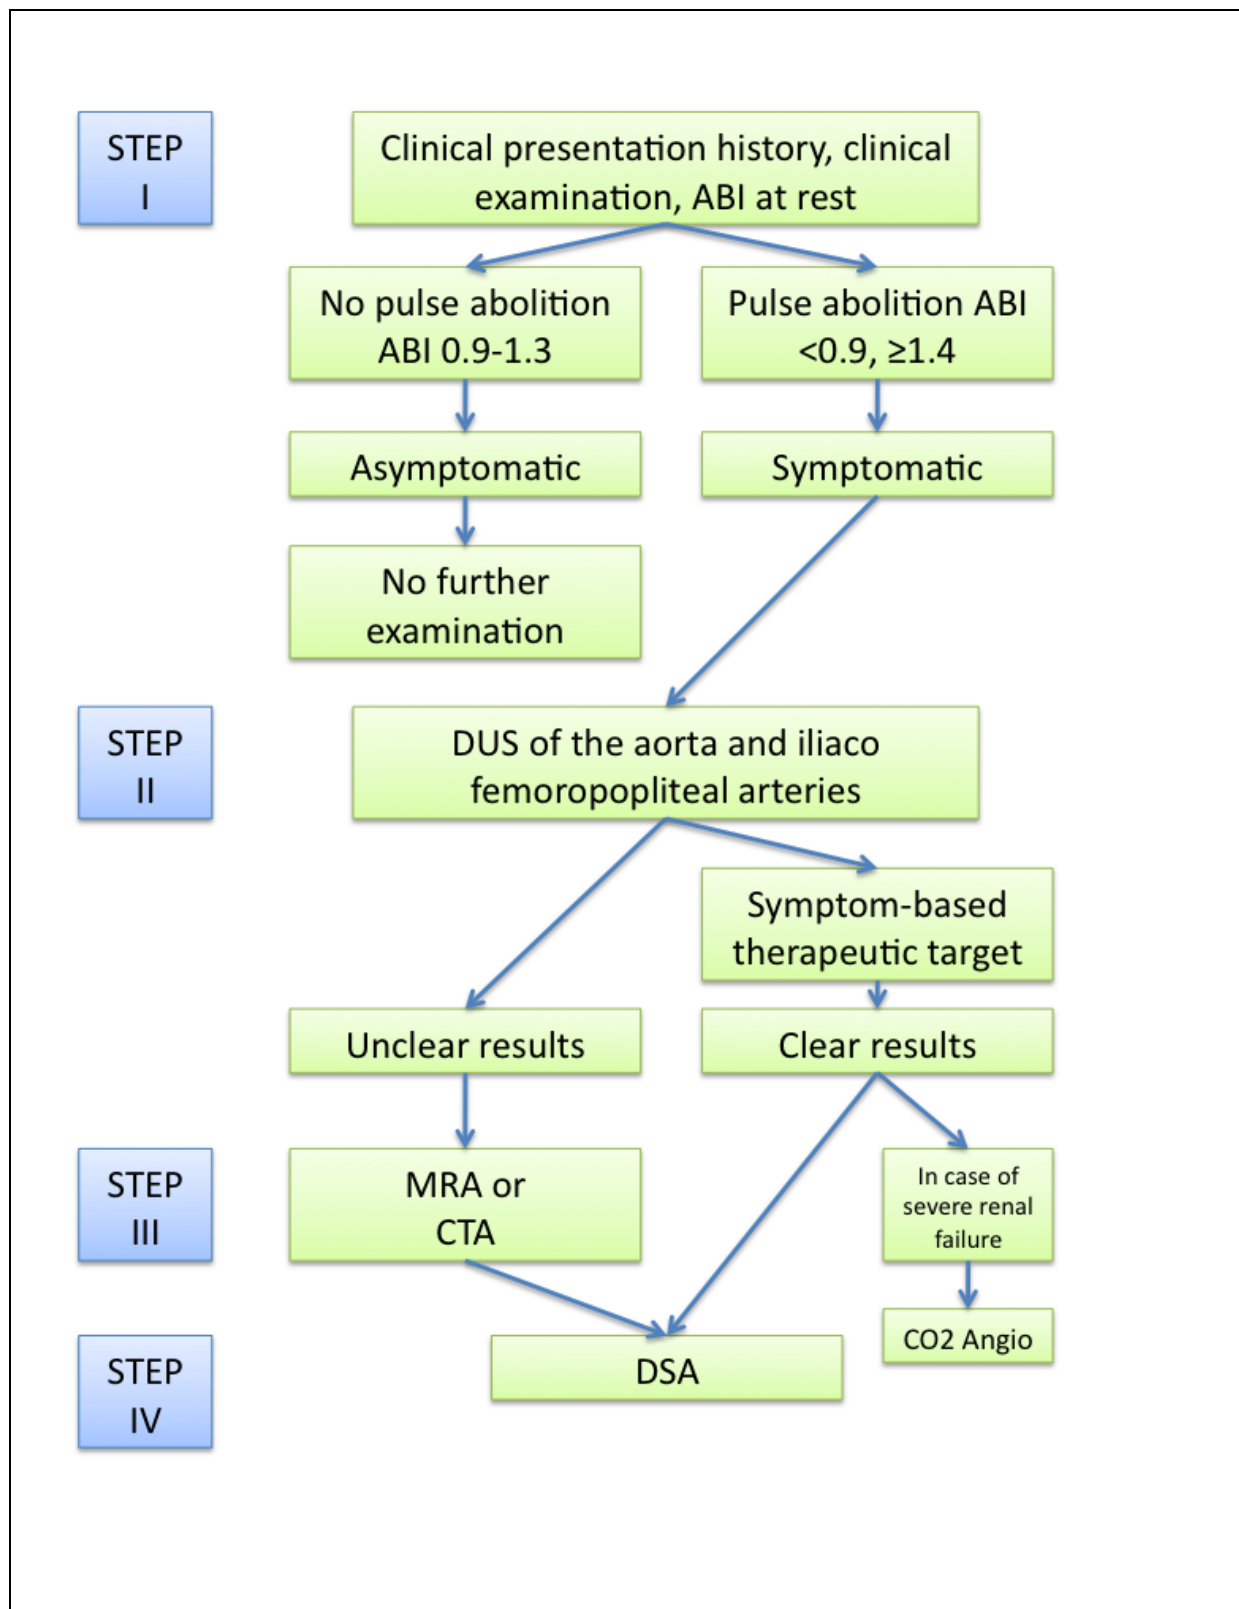 STEP
I
Clinical presentation history, clinical
examination, ABI at rest
No pulse abolition
ABI 0.9-1.3
Pulse abolition ABI
<0.9, ≥1.4
Asymptomatic
Symptomatic
No further
examination
STEP
II
DUS of the aorta and iliaco
femoropopliteal arteries
Symptom-based
therapeutic target
Unclear results
Clear results
STEP
III
MRA or
CTA
In case of
severe renal
failure
CO2 Angio
STEP
IV
DSA